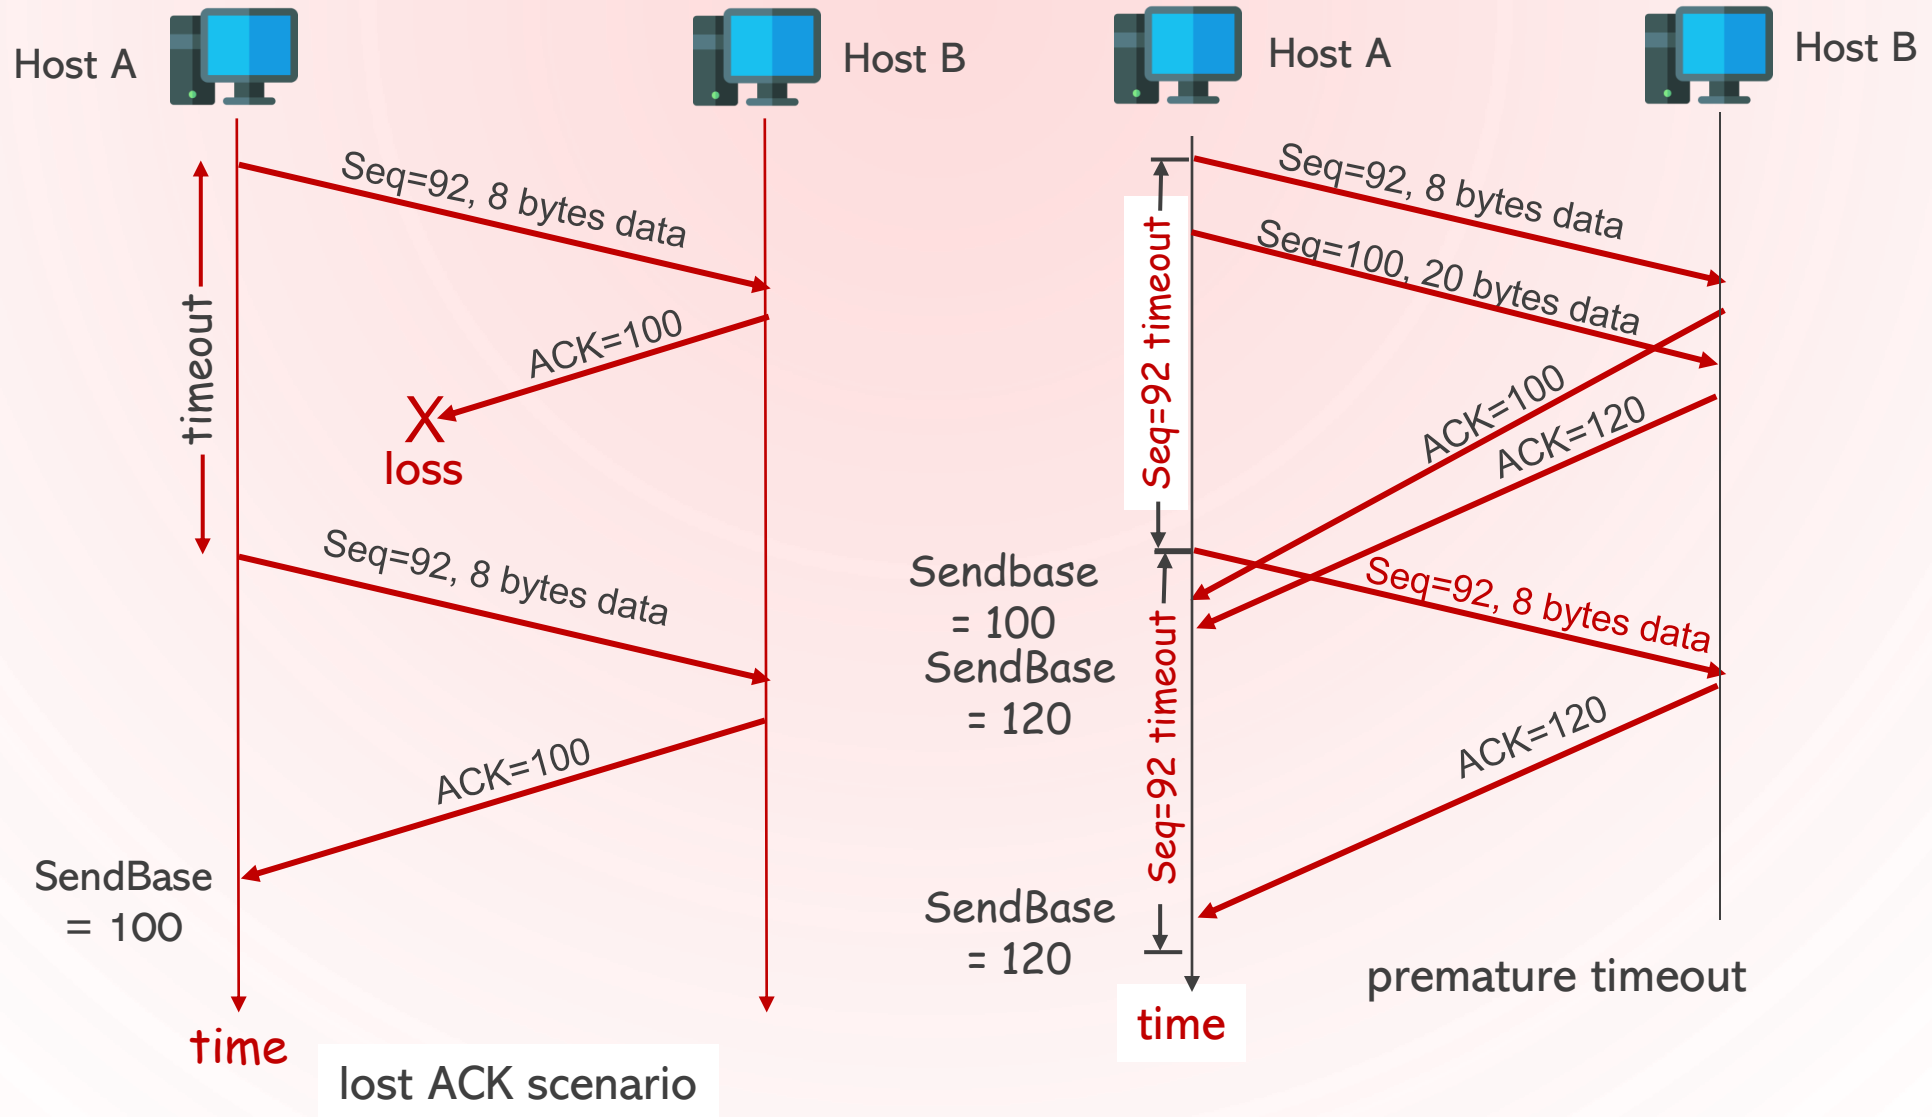 Host A
Host B
Seq=92, 8 bytes data
timeout
ACK=100
X
loss
Seq=92, 8 bytes data
ACK=100
SendBase
= 100
time
lost ACK scenario
Host A
Host B
Seq=92, 8 bytes data
Seq=100, 20 bytes data
Seq=92 timeout
ACK=100
ACK=120
Sendbase
= 100
SendBase
= 120
Seq=92, 8 bytes data
Seq=92 timeout
ACK=120
SendBase
= 120
premature timeout
time